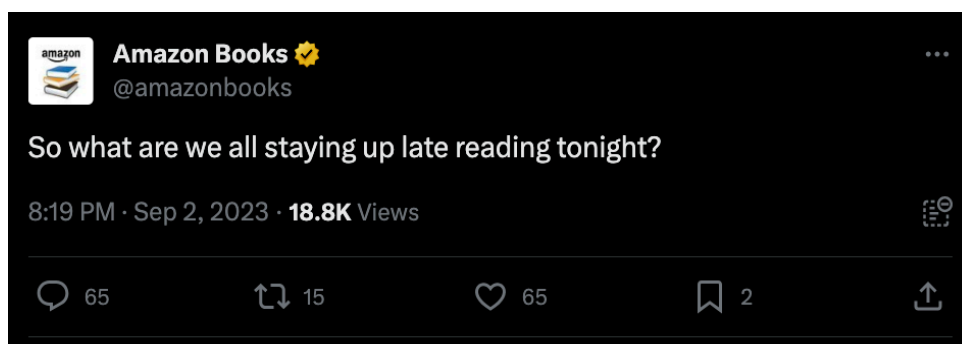 amazon
Amazon Books
@amazonbooks
So what are we all staying up late reading tonight?
8:19 PM · Sep 2, 2023 · 18.8K Views
65 15 65 2